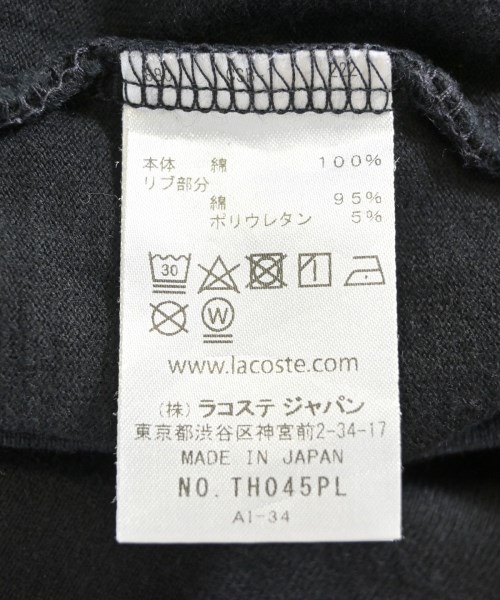 本体 綿 100%
リブ部分
綿 95%
ポリウレタン 5%
30
W
www.lacoste.com
(株) ラコステ ジャパン
東京都渋谷区神宮前2-34-17
MADE IN JAPAN
NO. TH045PL
AI-34